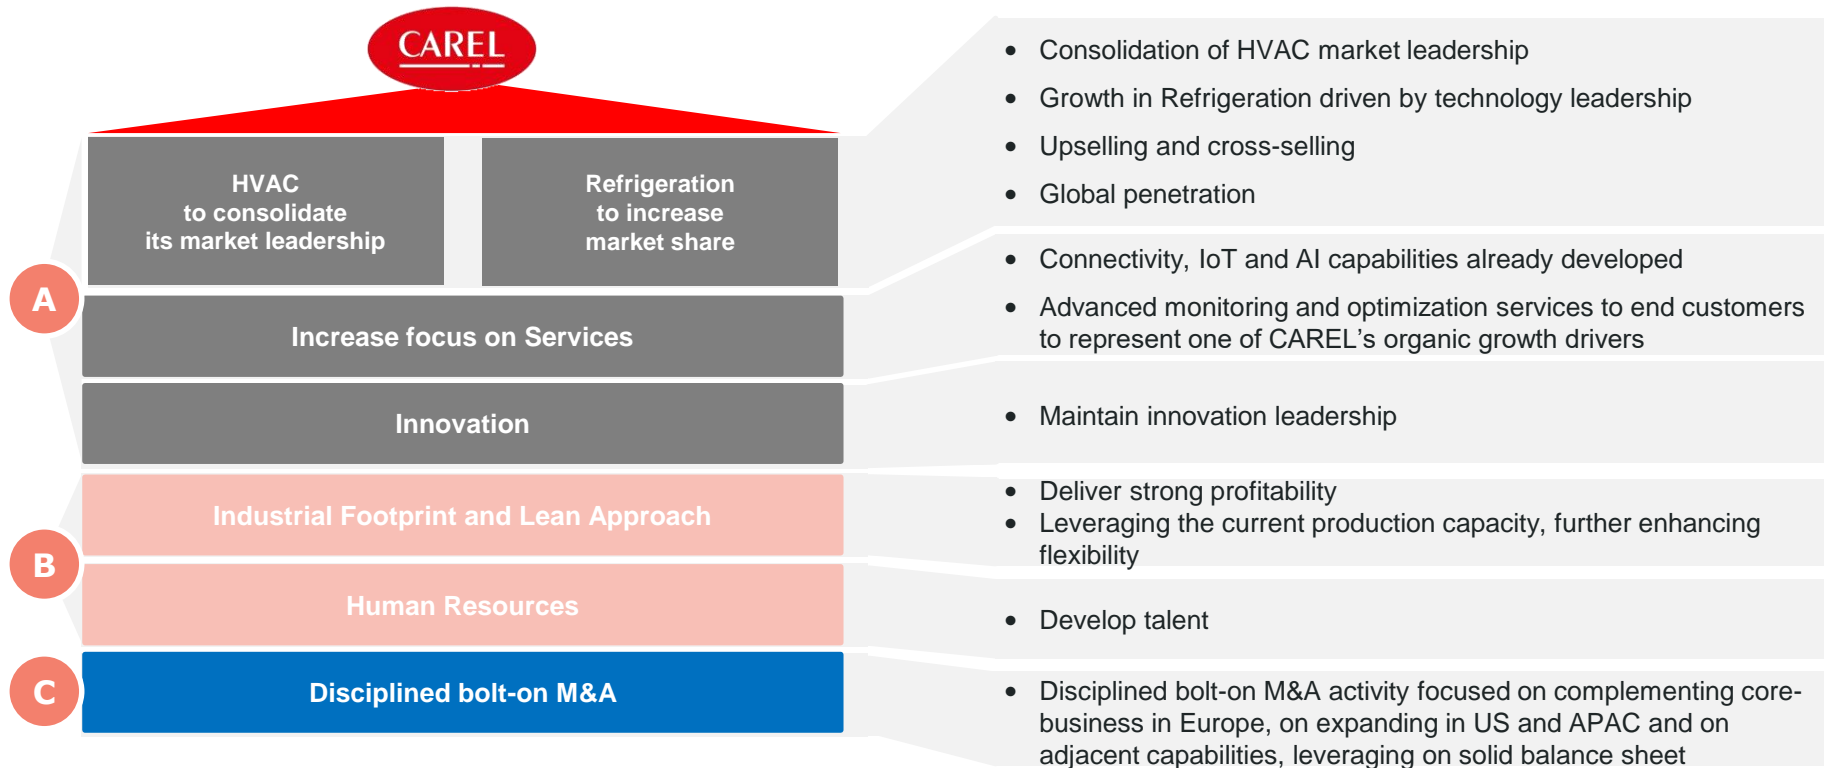 CAREL
HVAC
to consolidate
its market leadership
Refrigeration
to increase
market share
A
Increase focus on Services
Innovation
B
Industrial Footprint and Lean Approach
Human Resources
C
Disciplined bolt-on M&A
• Consolidation of HVAC market leadership
• Growth in Refrigeration driven by technology leadership
• Upselling and cross-selling
• Global penetration
• Connectivity, IoT and AI capabilities already developed
• Advanced monitoring and optimization services to end customers
to represent one of CAREL’s organic growth drivers
• Maintain innovation leadership
• Deliver strong profitability
• Leveraging the current production capacity, further enhancing
flexibility
• Develop talent
• Disciplined bolt-on M&A activity focused on complementing core-
business in Europe, on expanding in US and APAC and on
adjacent capabilities, leveraging on solid balance sheet